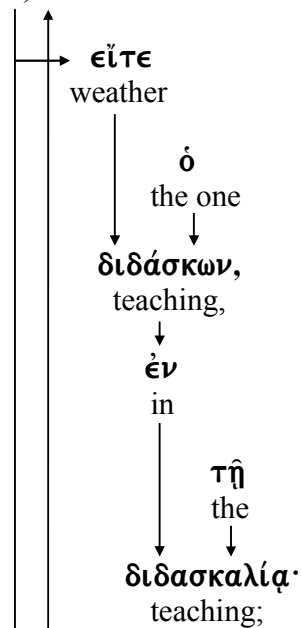 εἴτε
weather
ὁ
the one
διδάσκων,
teaching,
ἐν
in
τῇ
the
διδασκαλίᾳ·
teaching;